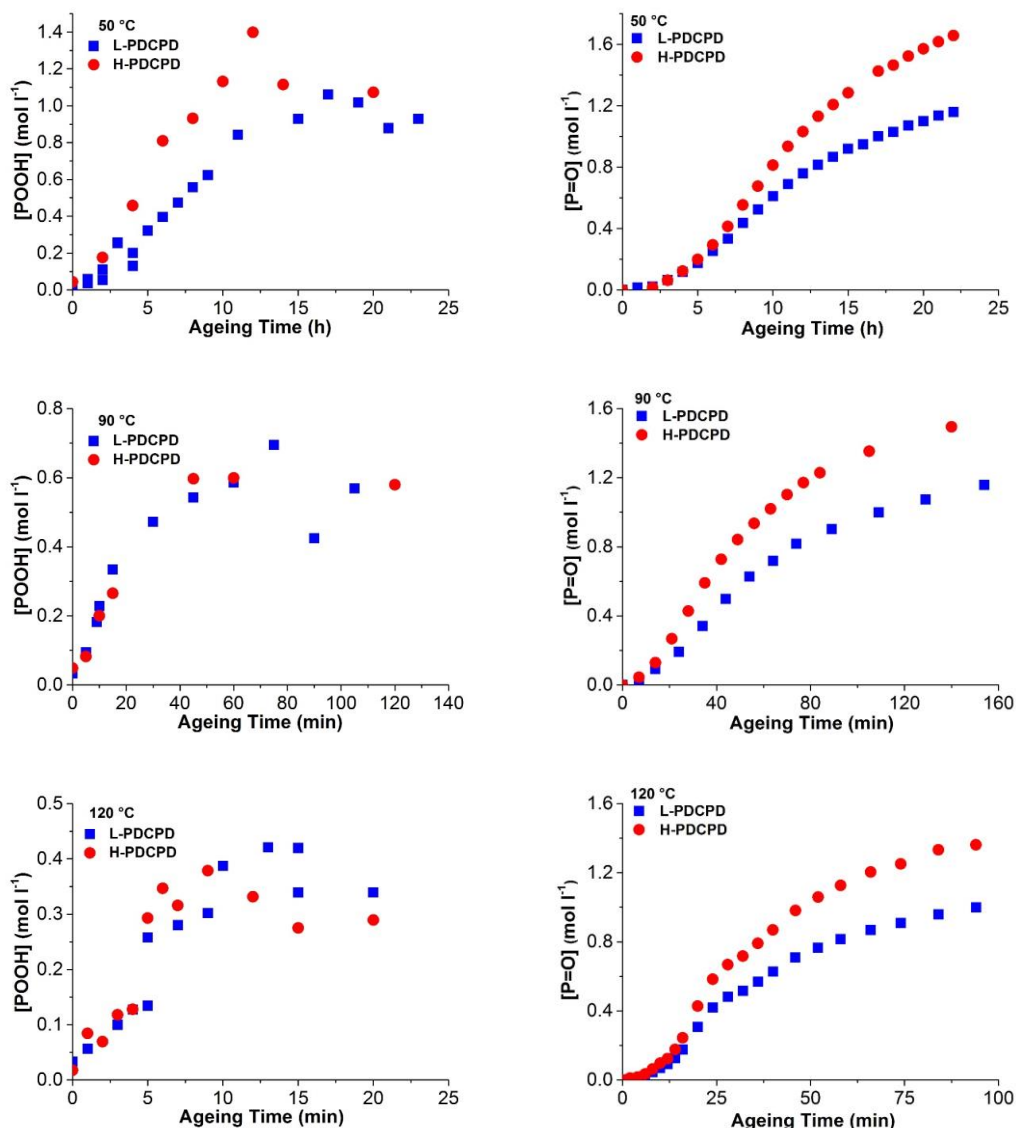 50 °C
L-PDCPD
H-PDCPD
[POOH] (mol l⁻¹)
1.4
1.2
1.0
0.8
0.6
0.4
0.2
0.0
0 5 10 15 20 25
Ageing Time (h)
50 °C
L-PDCPD
H-PDCPD
[P=O] (mol l⁻¹)
1.6
1.2
0.8
0.4
0.0
0 5 10 15 20 25
Ageing Time (h)
90 °C
L-PDCPD
H-PDCPD
[POOH] (mol l⁻¹)
0.8
0.6
0.4
0.2
0.0
0 20 40 60 80 100 120 140
Ageing Time (min)
90 °C
L-PDCPD
H-PDCPD
[P=O] (mol l⁻¹)
1.6
1.2
0.8
0.4
0.0
0 40 80 120 160
Ageing Time (min)
120 °C
L-PDCPD
H-PDCPD
[POOH] (mol l⁻¹)
0.5
0.4
0.3
0.2
0.1
0.0
0 5 10 15 20 25
Ageing Time (min)
120 °C
L-PDCPD
H-PDCPD
[P=O] (mol l⁻¹)
1.6
1.2
0.8
0.4
0.0
0 25 50 75 100
Ageing Time (min)